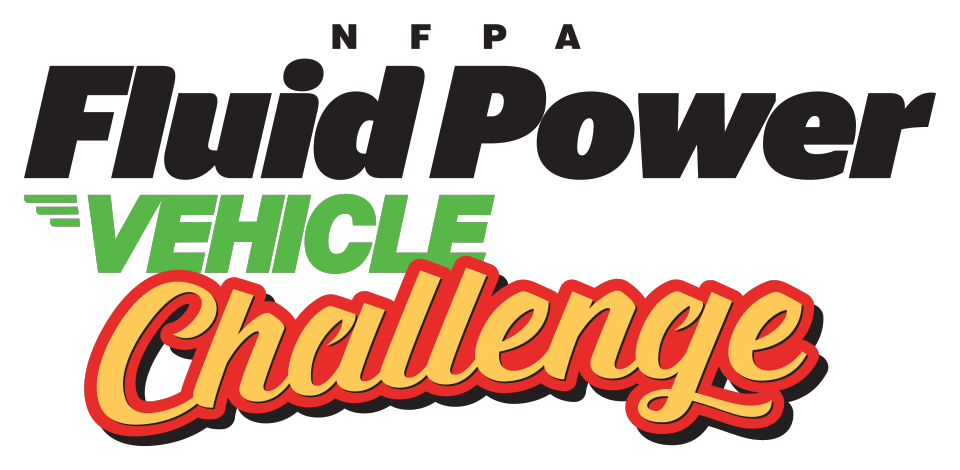 NFPA
Fluid Power
VEHICLE
Challenge